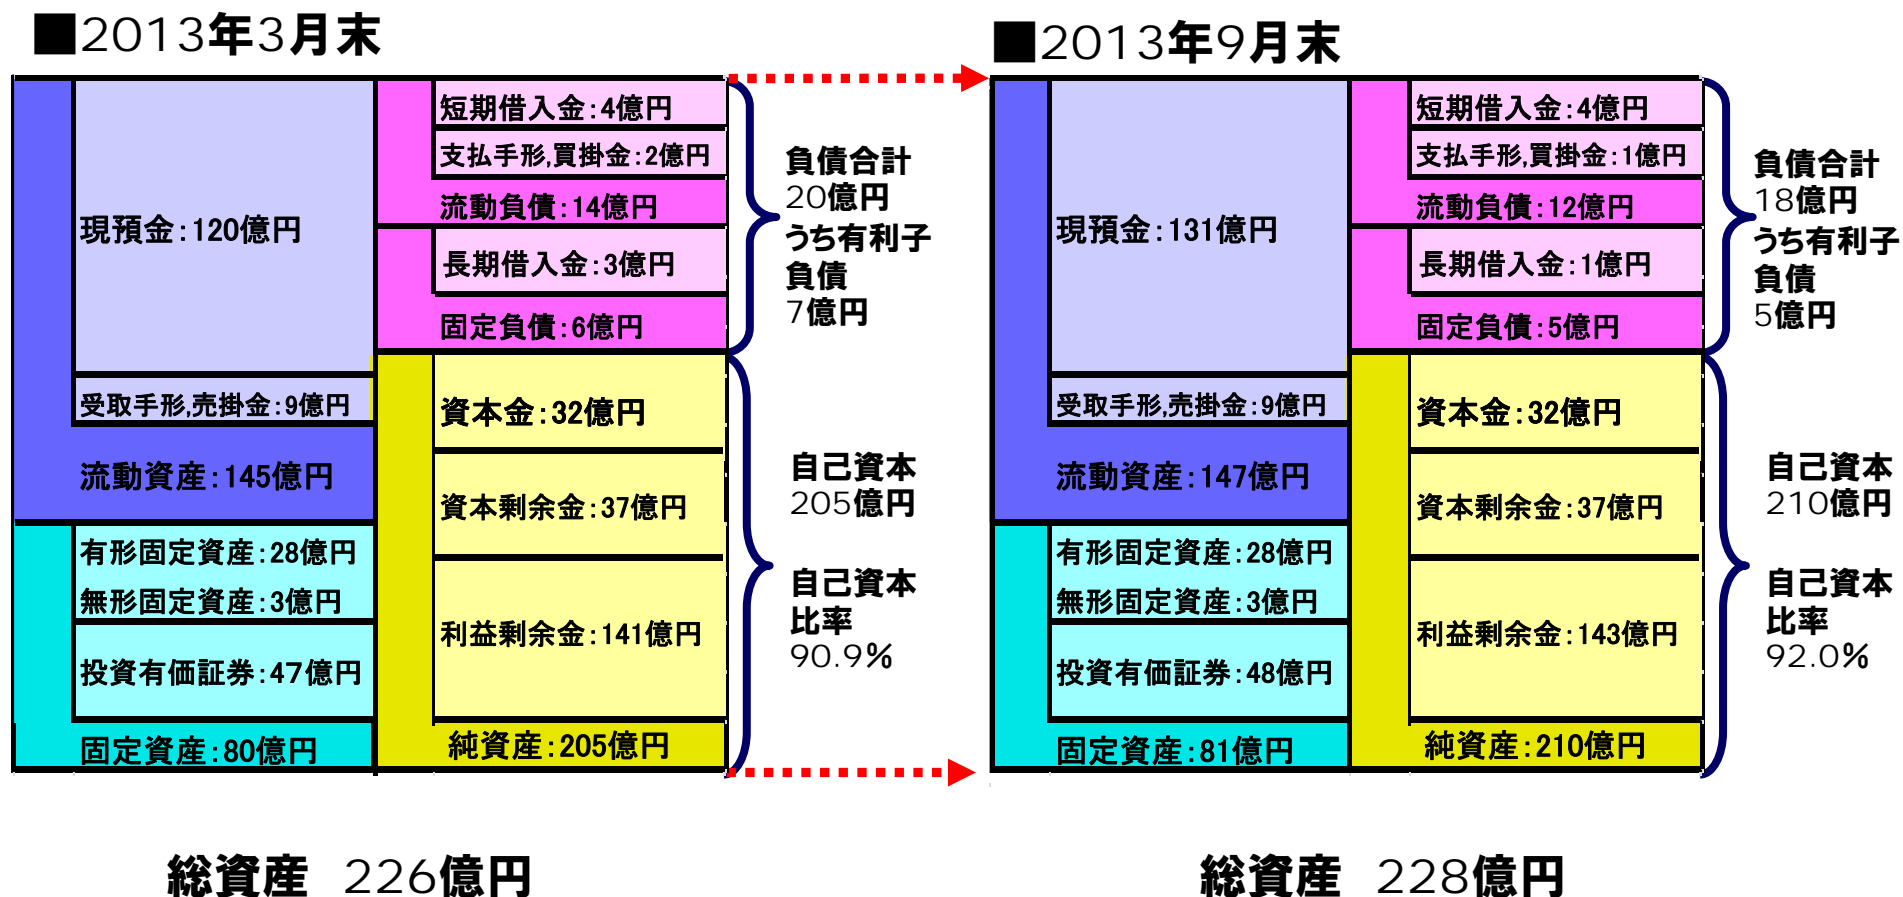 ■2013年3月末
現預金:120億円
受取手形,売掛金:9億円
流動資産:145億円
有形固定資産:28億円
無形固定資産:3億円
投資有価証券:47億円
固定資産:80億円
短期借入金:4億円
支払手形,買掛金:2億円
流動負債:14億円
長期借入金:3億円
固定負債:6億円
資本金:32億円
資本剰余金:37億円
利益剰余金:141億円
純資産:205億円
負債合計
20億円
うち有利子
負債
7億円
自己資本
205億円
自己資本
比率
90.9%
総資産 226億円
■2013年9月末
現預金:131億円
受取手形,売掛金:9億円
流動資産:147億円
有形固定資産:28億円
無形固定資産:3億円
投資有価証券:48億円
固定資産:81億円
短期借入金:4億円
支払手形,買掛金:1億円
流動負債:12億円
長期借入金:1億円
固定負債:5億円
資本金:32億円
資本剰余金:37億円
利益剰余金:143億円
純資産:210億円
負債合計
18億円
うち有利子
負債
5億円
自己資本
210億円
自己資本
比率
92.0%
総資産 228億円